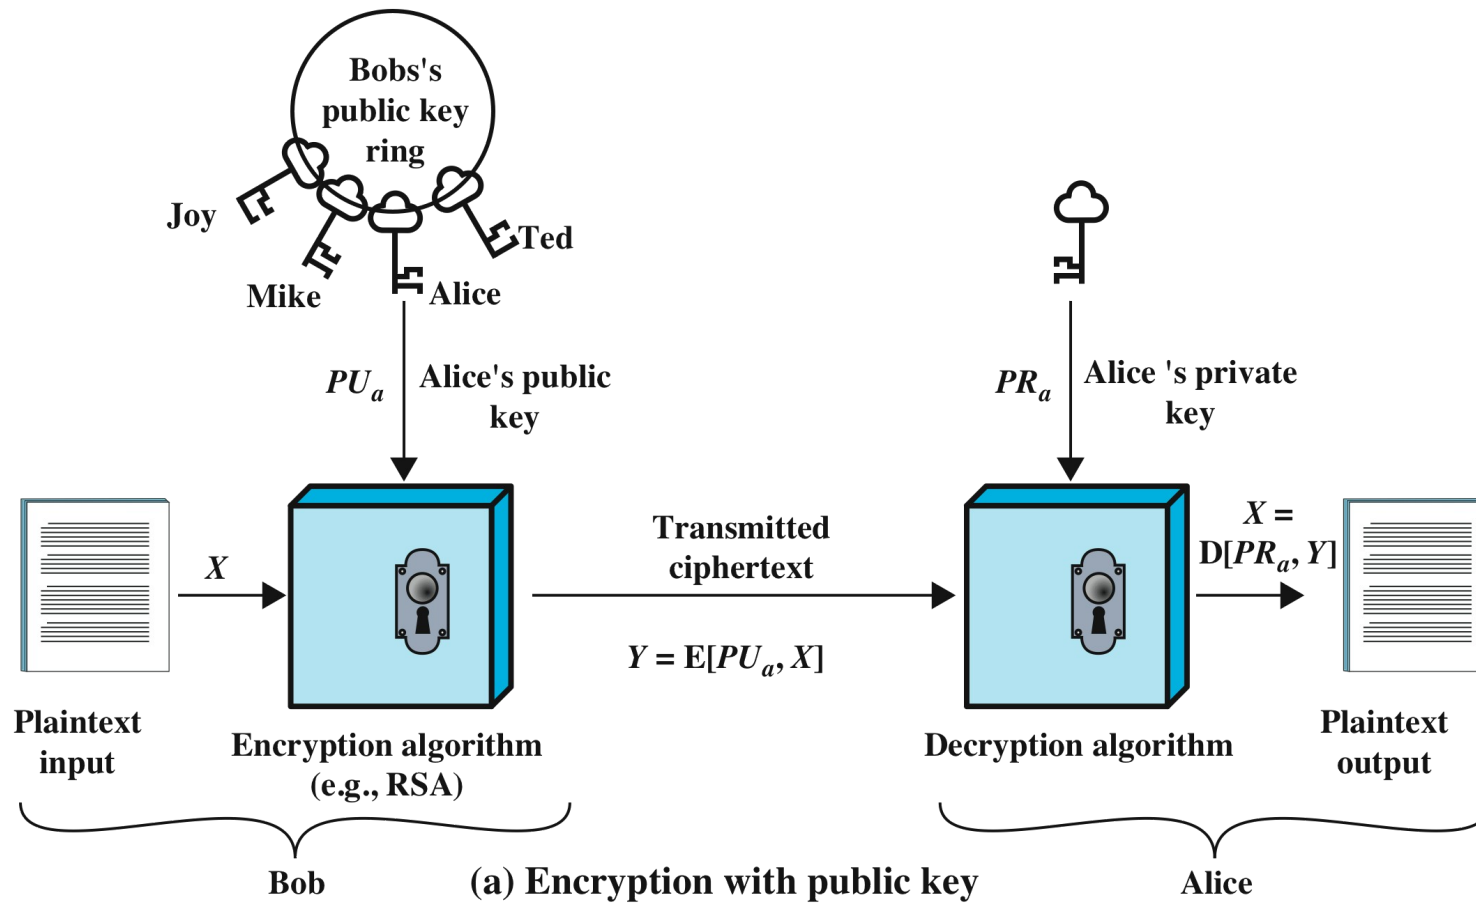 Bobs's
public key
ring
Joy
Ted
Mike
Alice
PUa
Alice's public
key
PRa
Alice 's private
key
X
Transmitted
ciphertext
X =
D[PRa, Y]
Y = E[PUa, X]
Plaintext
input
Encryption algorithm
(e.g., RSA)
Decryption algorithm
Plaintext
output
Bob
(a) Encryption with public key
Alice